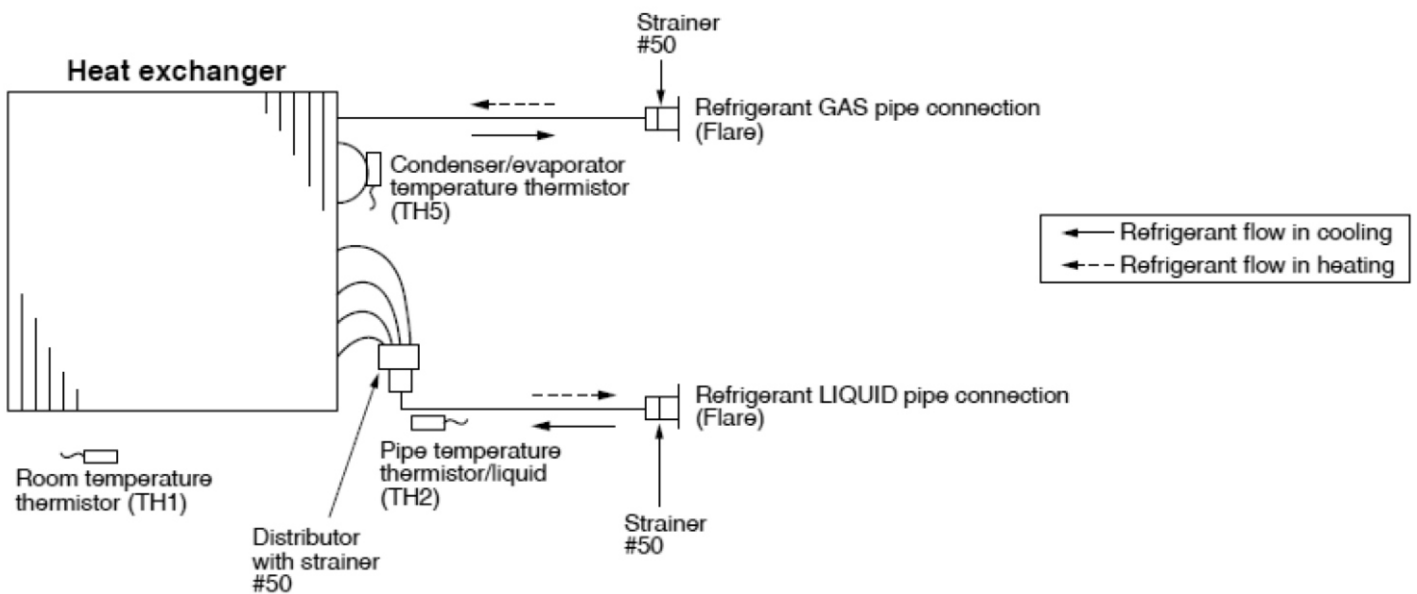 Strainer
#50
Heat exchanger
Refrigerant GAS pipe connection
(Flare)
Condenser/evaporator
temperature thermistor
(TH5)
Refrigerant flow in cooling
Refrigerant flow in heating
Refrigerant LIQUID pipe connection
(Flare)
Pipe temperature
thermistor/liquid
(TH2)
Room temperature
thermistor (TH1)
Strainer
#50
Distributor
with strainer
#50